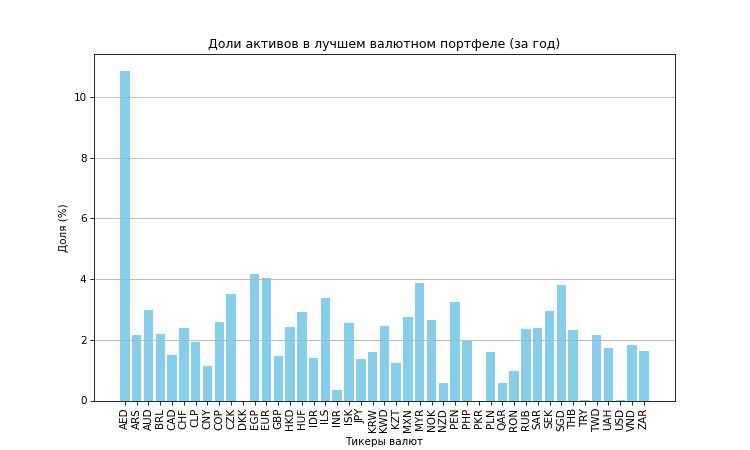 Доли активов в лучшем валютном портфеле (за год)
Доля (%)
10
8
6
4
2
0
AED ARS AUD BRL CAD CHF CLP CNY COP CZK DKK EGP EUR GBP HKD HUF IDR ILS INR ISK JPY KRW KWD KZT MXN MYR NOK NZD PEN PHP PKR PLN QAR RON RUB SAR SEK SGD THB TRY TWD UAH USD VND ZAR
Тикеры валют